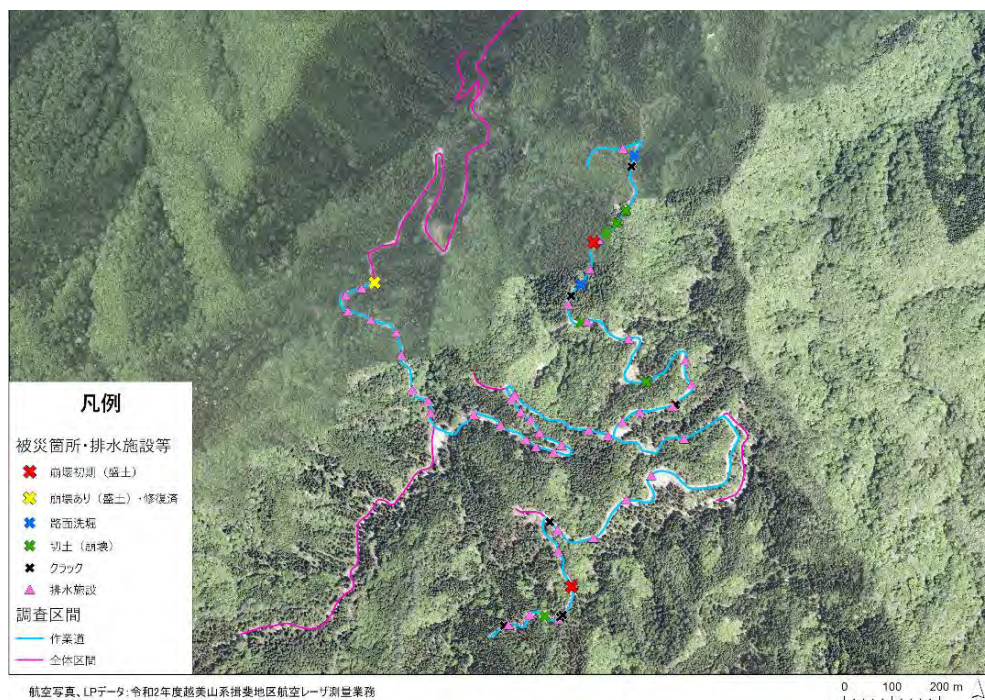 凡例
被災箇所・排水施設等
崩壊初期（盛土）
崩壊あり（盛土）・修復済
路面洗堀
切土（崩壊）
クラック
排水施設
調査区間
作業道
全体区間
航空写真、LPデータ:令和2年度越美山系揖斐地区航空レーザ測量業務
0 100 200 m